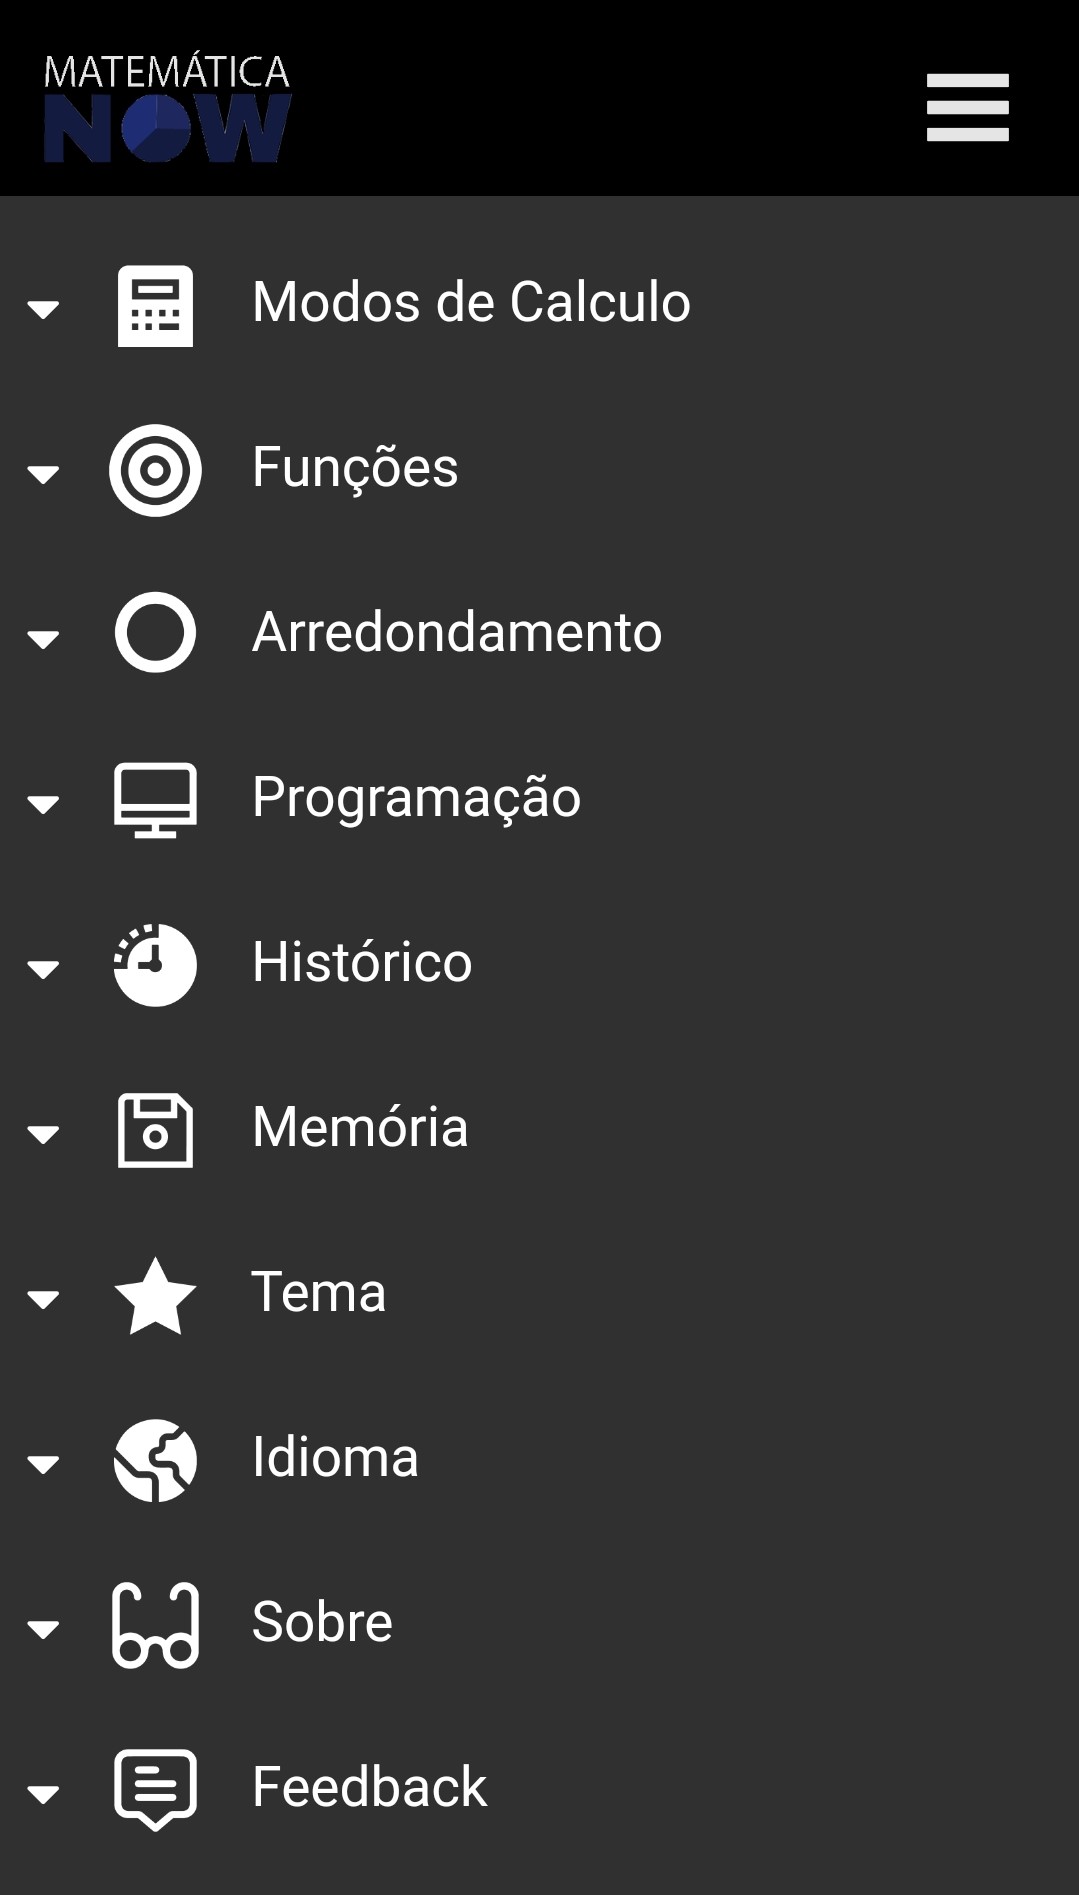 MATEMÁTICA
NOW
Modos de Calculo
Funções
Arredondamento
Programação
Histórico
Memória
Tema
Idioma
Sobre
Feedback